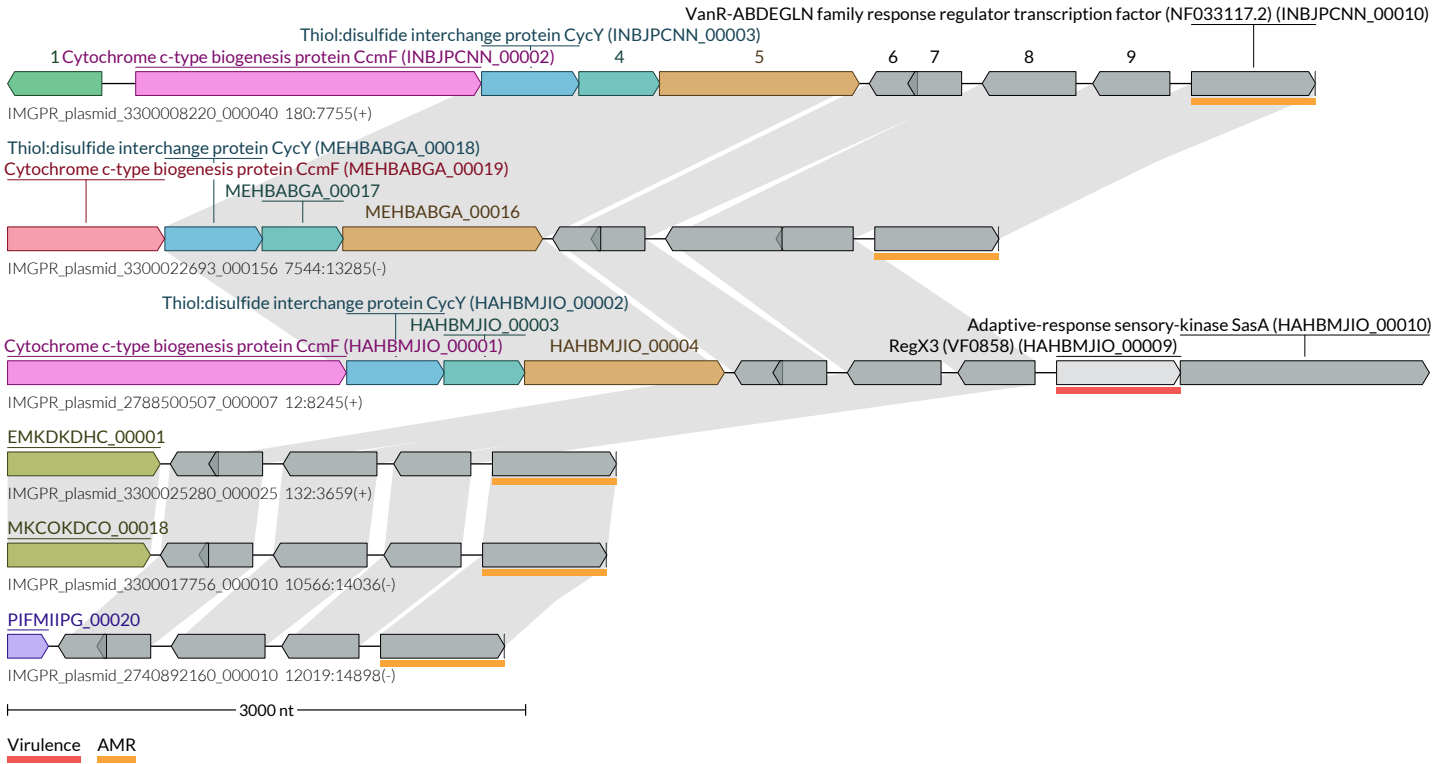 VanR-ABDEGLN family response regulator transcription factor (NF033117.2) (INBJPCNN_00010)
Thiol:disulfide interchange protein CycY (INBJPCNN_00003)
1 Cytochrome c-type biogenesis protein CcmF (INBJPCNN_00002) 4 5 6 7 8 9
IMGPR_plasmid_3300008220_000040 180:7755(+)
Thiol:disulfide interchange protein CycY (MEHBABGA_00018)
Cytochrome c-type biogenesis protein CcmF (MEHBABGA_00019)
MEHBABGA_00017
MEHBABGA_00016
IMGPR_plasmid_3300022693_000156 7544:13285(-)
Thiol:disulfide interchange protein CycY (HAHBMJIO_00002)
HAHBMJIO_00003 Adaptive-response sensory-kinase SasA (HAHBMJIO_00010)
Cytochrome c-type biogenesis protein CcmF (HAHBMJIO_00001) HAHBMJIO_00004 RegX3 (VF0858) (HAHBMJIO_00009)
IMGPR_plasmid_2788500507_000007 12:8245(+)
EMKDKDHC_00001
IMGPR_plasmid_3300025280_000025 132:3659(+)
MKCOKDCO_00018
IMGPR_plasmid_3300017756_000010 10566:14036(-)
PIFMIIPG_00020
IMGPR_plasmid_2740892160_000010 12019:14898(-)
3000 nt
Virulence AMR